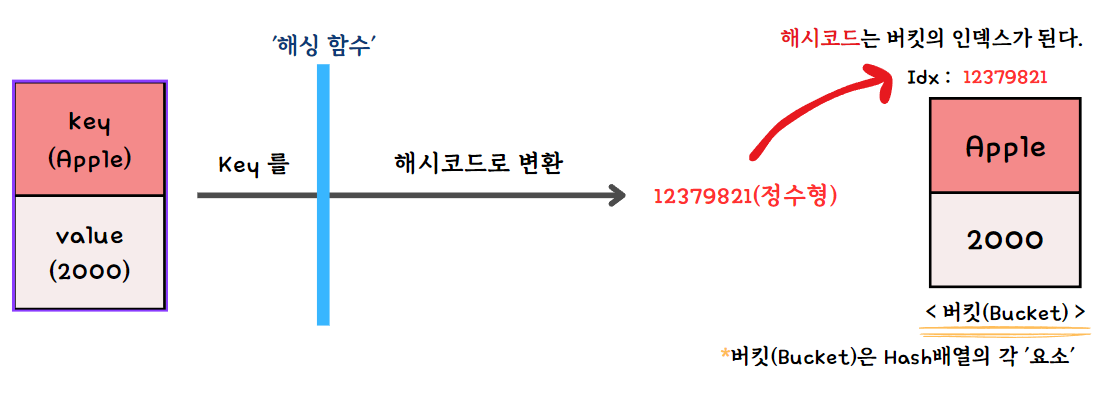 '해싱 함수'
key
(Apple)
value
(2000)
Key 를
해시코드로 변환
12379821(정수형)
해시코드는 버킷의 인덱스가 된다.
Idx : 12379821
Apple
2000
< 버킷(Bucket) >
*버킷(Bucket)은 Hash배열의 각 '요소'